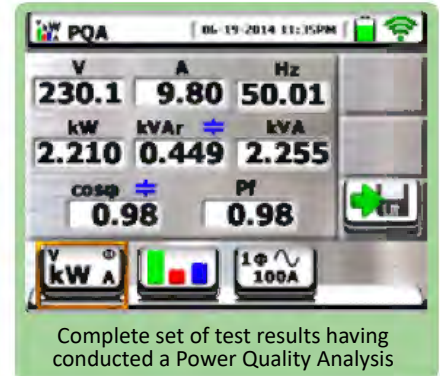 PQA 06-19-2014 11:35PM
V A Hz
230.1 9.80 50.01
kW kVAr kVA
2.210 0.449 2.255
cosφ Pf
0.98 0.98
V kW A 1Φ 100A
Complete set of test results having
conducted a Power Quality Analysis